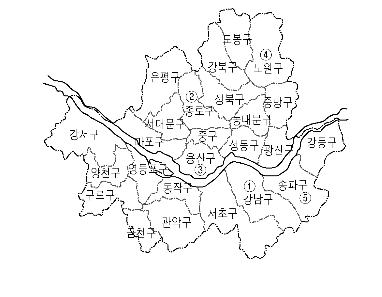 도봉구
④
노원구
강북구
은평구
②
종로구
성북구
중랑구
서대문구
동대문구
강서구
마포구
중구
성동구
광진구
강동구
용산구
③
양천구
영등포구
구로구
동작구
①
강남구
송파구
⑤
서초구
관악구
금천구